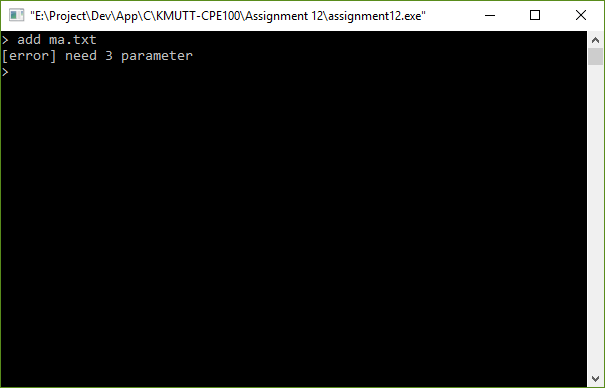 "E:\Project\Dev\App\C\KMUTT-CPE100\Assignment 12\assignment12.exe"
> add ma.txt
[error] need 3 parameter
>